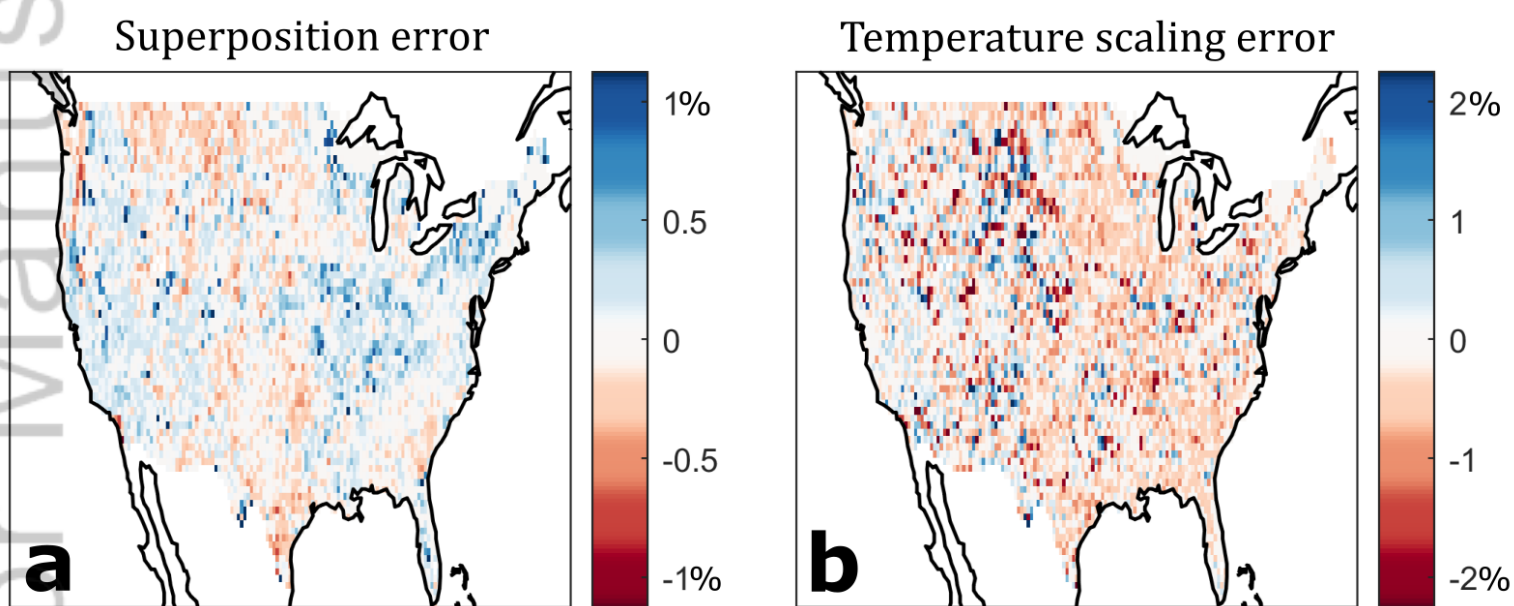 Superposition error
Temperature scaling error
1%
0.5
0
-0.5
-1%
2%
1
0
-1
-2%
a
b